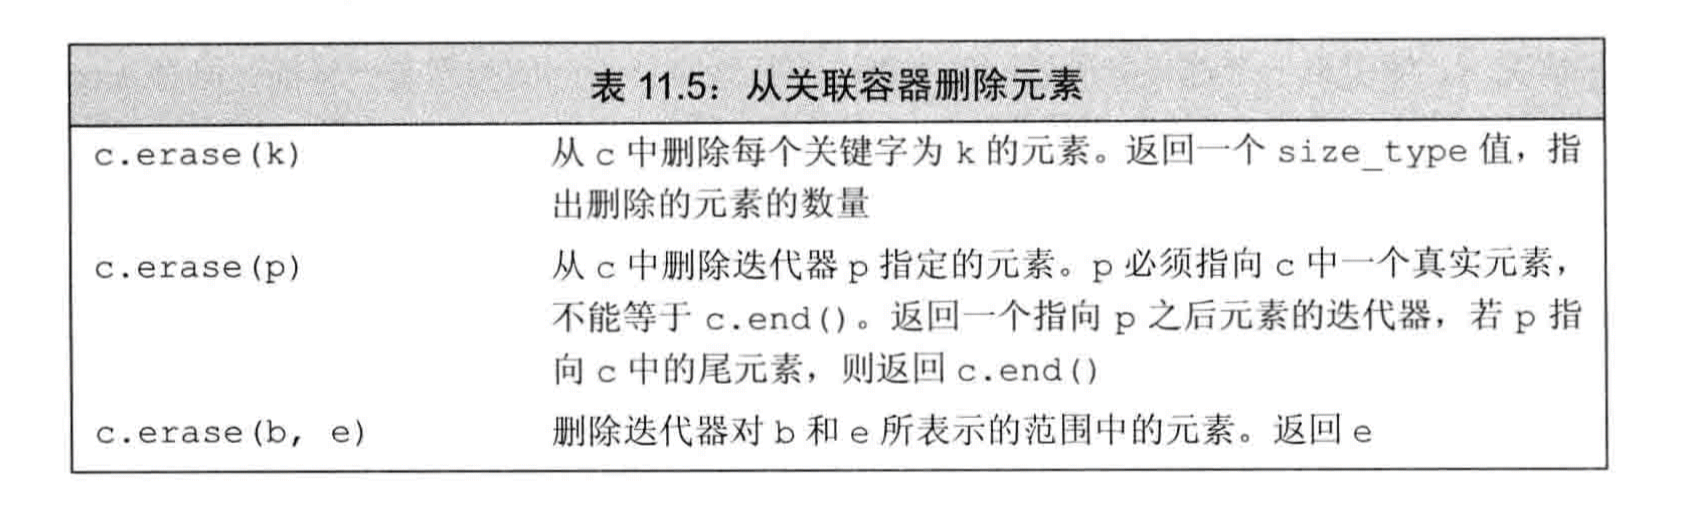 表 11.5：从关联容器删除元素
c.erase(k) 从 c 中删除每个关键字为 k 的元素。返回一个 size_type 值，指
出删除的元素的数量
c.erase(p) 从 c 中删除迭代器 p 指定的元素。p 必须指向 c 中一个真实元素，
不能等于 c.end()。返回一个指向 p 之后元素的迭代器，若 p 指
向 c 中的尾元素，则返回 c.end()
c.erase(b, e) 删除迭代器对 b 和 e 所表示的范围中的元素。返回 e